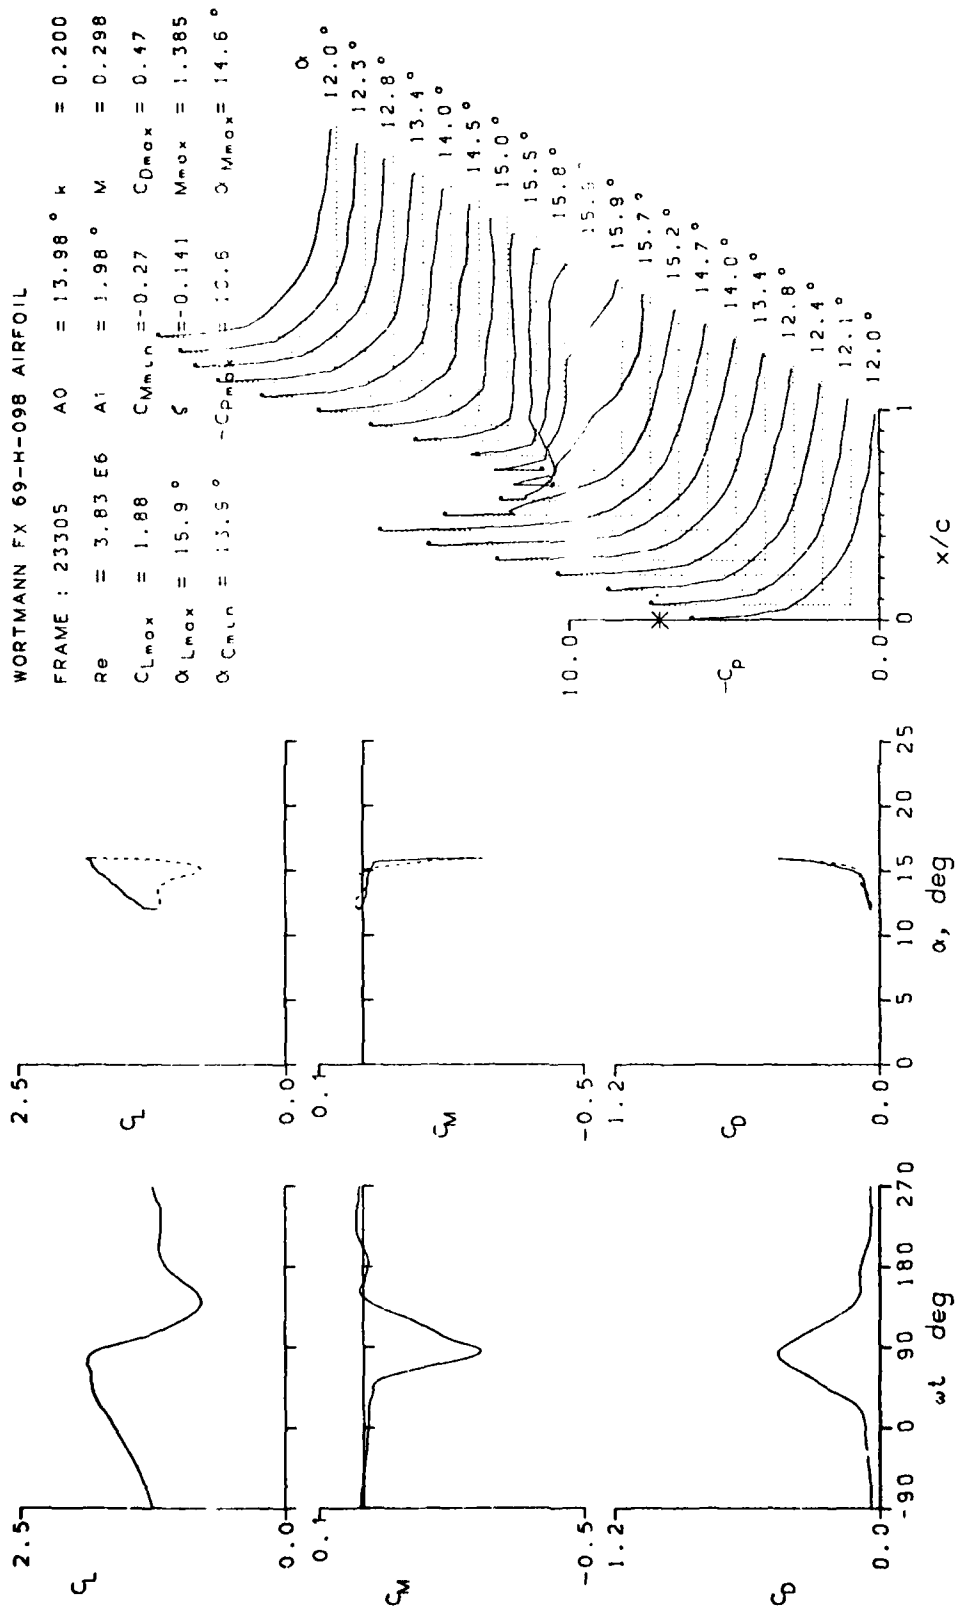 WORTMANN FX 69-H-098 AIRFOIL
FRAME : 23305 A0 = 13.98 ° k = 0.200
Re = 3.83 E6 A1 = 1.98 ° M = 0.298
CLmax = 1.88 CMmin =-0.27 CDmax = 0.47
αLmax = 15.9 ° ζ =-0.141 Mmax = 1.385
α = ° -CPmax = αMmax = 14.6 °
α
12.0°
12.3°
12.8°
13.4°
14.0°
14.5°
15.0°
15.5°
15.8°
15.9°
15.7°
15.2°
14.7°
14.0°
13.4°
12.8°
12.4°
12.1°
12.0°
10.0
-Cp
0.0
0
1
x/c
2.5
CL
0.0
0.1
CM
-0.5
1.2
CD
0.0
0
5
10
15
20
25
α, deg
2.5
CL
0.0
0.1
CM
-0.5
1.2
CD
0.0
-90
0
90
180
270
ωt deg